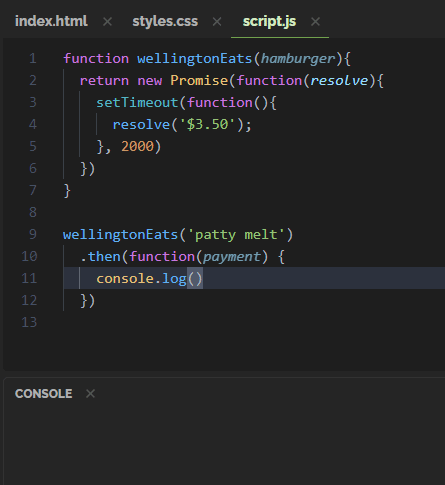 index.html × styles.css × script.js ×
1 function wellingtonEats(hamburger){
2   return new Promise(function(resolve){
3     setTimeout(function(){
4       resolve('$3.50');
5     }, 2000)
6   })
7 }
8
9 wellingtonEats('patty melt')
10   .then(function(payment) {
11     console.log()
12   })
13
CONSOLE ×